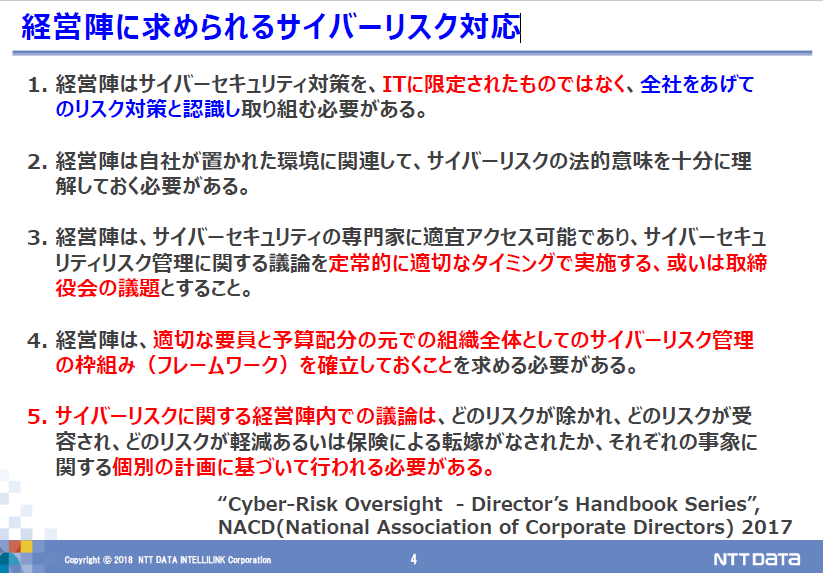 経営陣に求められるサイバーリスク対応
1. 経営陣はサイバーセキュリティ対策を、ITに限定されたものではなく、全社をあげて
のリスク対策と認識し取り組む必要がある。
2. 経営陣は自社が置かれた環境に関連して、サイバーリスクの法的意味を十分に理
解しておく必要がある。
3. 経営陣は、サイバーセキュリティの専門家に適宜アクセス可能であり、サイバーセキュ
リティリスク管理に関する議論を定常的に適切なタイミングで実施する、或いは取締
役会の議題とすること。
4. 経営陣は、適切な要員と予算配分の元での組織全体としてのサイバーリスク管理
の枠組み（フレームワーク）を確立しておくことを求める必要がある。
5. サイバーリスクに関する経営陣内での議論は、どのリスクが除かれ、どのリスクが受
容され、どのリスクが軽減あるいは保険による転嫁がなされたか、それぞれの事象に
関する個別の計画に基づいて行われる必要がある。
“Cyber-Risk Oversight - Director’s Handbook Series”,
NACD(National Association of Corporate Directors) 2017
Copyright © 2018 NTT DATA INTELLILINK Corporation
4
NTT DATA